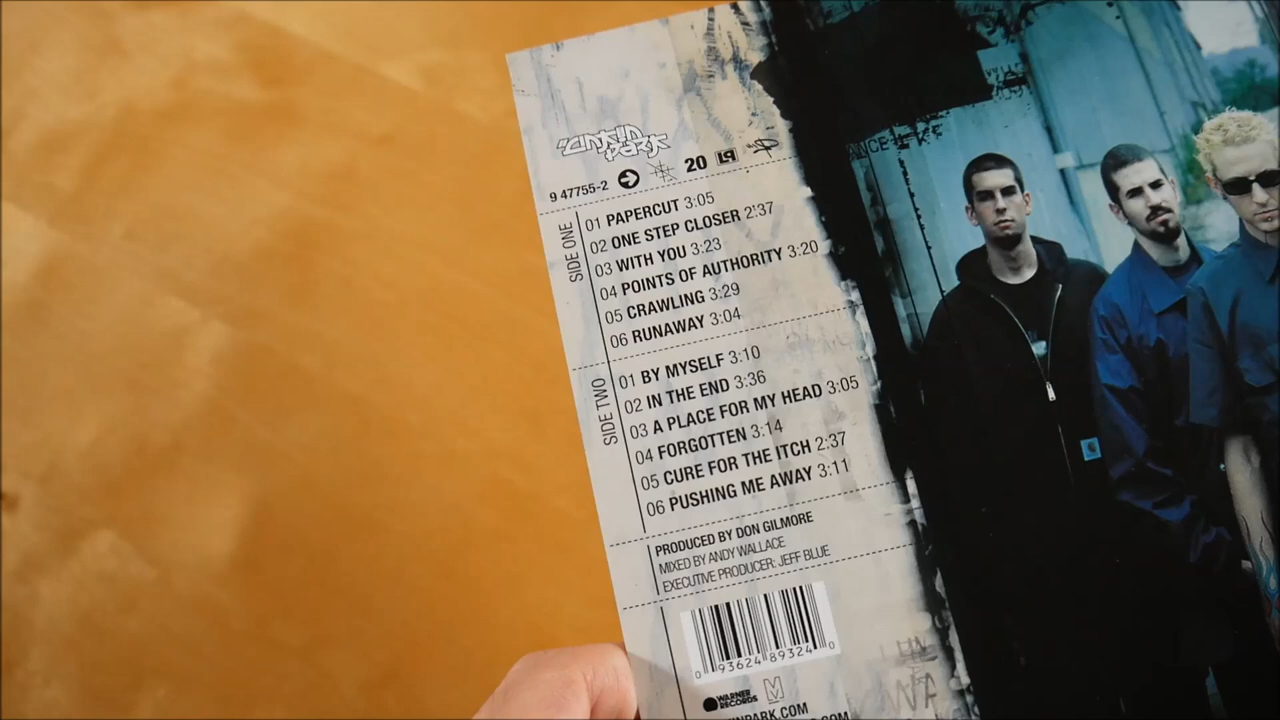 LINKIN PARK
9 47755-2 20 LP
SIDE ONE
01 PAPERCUT 3:05
02 ONE STEP CLOSER 2:37
03 WITH YOU 3:23
04 POINTS OF AUTHORITY 3:20
05 CRAWLING 3:29
06 RUNAWAY 3:04
SIDE TWO
01 BY MYSELF 3:10
02 IN THE END 3:36
03 A PLACE FOR MY HEAD 3:05
04 FORGOTTEN 3:14
05 CURE FOR THE ITCH 2:37
06 PUSHING ME AWAY 3:11
PRODUCED BY DON GILMORE
MIXED BY ANDY WALLACE
EXECUTIVE PRODUCER: JEFF BLUE
0 93624 89324 0
WARNER RECORDS
NPARK.COM